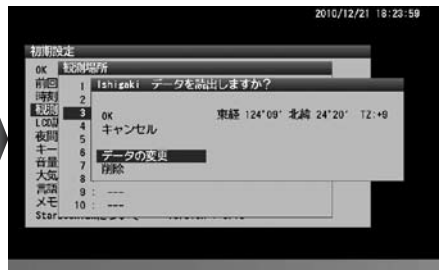 2010/12/21 18:23:59
初期設定
OK 観測場所
前回 1 Ishigaki データを読出しますか?
時刻 2
観測 3 OK 東経 124°09' 北緯 24°20' TZ:+9
LCD 4 キャンセル
夜間 5
キー 6 データの変更
音量 7 削除
大気 8
言語 9 : ---
メモ 10 : ---
Star